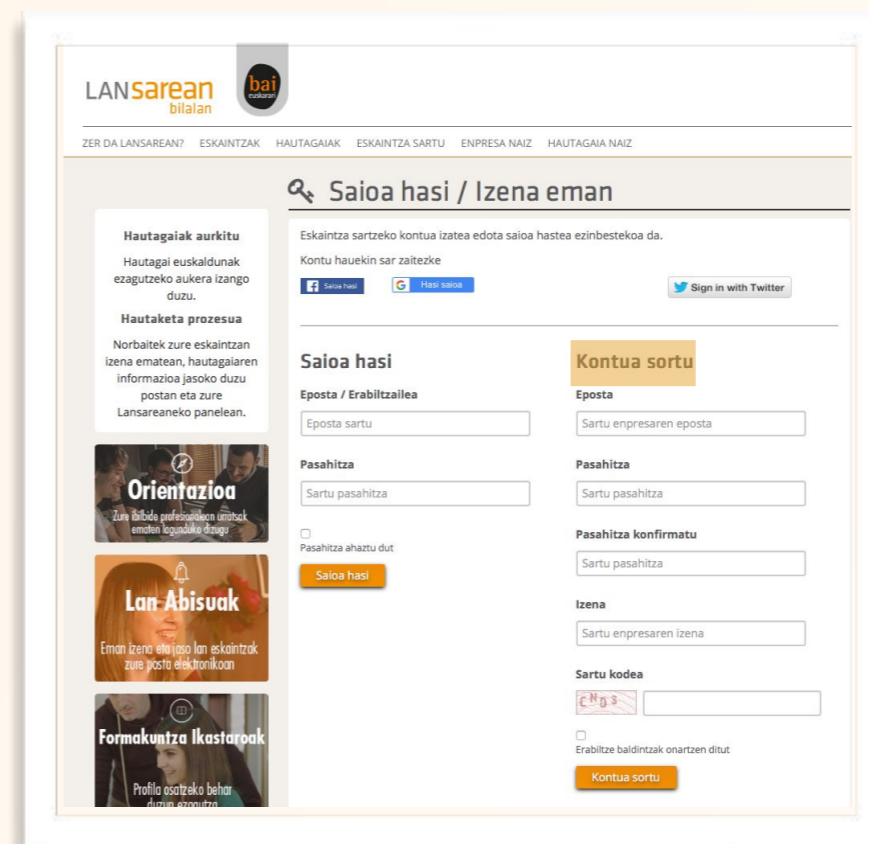 LANsarean
bilalan
bai
euskarari
ZER DA LANSAREAN? ESKAINTZAK HAUTAGAIAK ESKAINTZA SARTU ENPRESA NAIZ HAUTAGAIA NAIZ
Saioa hasi / Izena eman
Hautagaiak aurkitu
Hautagai euskaldunak
ezagutzeko aukera izango
duzu.
Hautaketa prozesua
Norbaitek zure eskaintzan
izena ematean, hautagaiaren
informazioa jasoko duzu
postan eta zure
Lansareaneko panelean.
Orientazioa
Zure ibilbide profesionalean urratsak
ematen lagunduko dizugu
Lan Abisuak
Eman izena eta jaso lan eskaintzak
zure posta elektronikoan
Formakuntza Ikastaroak
Profila osatzeko behar
duzun ezagutza
Eskaintza sartzeko kontua izatea edota saioa hastea ezinbestekoa da.
Kontu hauekin sar zaitezke
Saioa hasi
G Hasi saioa
Sign in with Twitter
Saioa hasi
Eposta / Erabiltzailea
Eposta sartu
Pasahitza
Sartu pasahitza
Pasahitza ahaztu dut
Saioa hasi
Kontua sortu
Eposta
Sartu enpresaren eposta
Pasahitza
Sartu pasahitza
Pasahitza konfirmatu
Sartu pasahitza
Izena
Sartu enpresaren izena
Sartu kodea
CNDS
Erabiltze baldintzak onartzen ditut
Kontua sortu